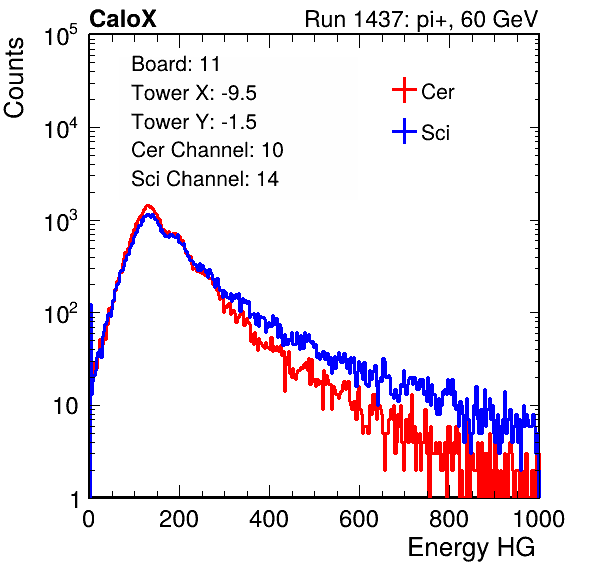 CaloX Run 1437: pi+, 60 GeV
Counts
10^5
10^4
10^3
10^2
10
1
Board: 11
Tower X: -9.5
Tower Y: -1.5
Cer Channel: 10
Sci Channel: 14
Cer
Sci
0 200 400 600 800 1000
Energy HG